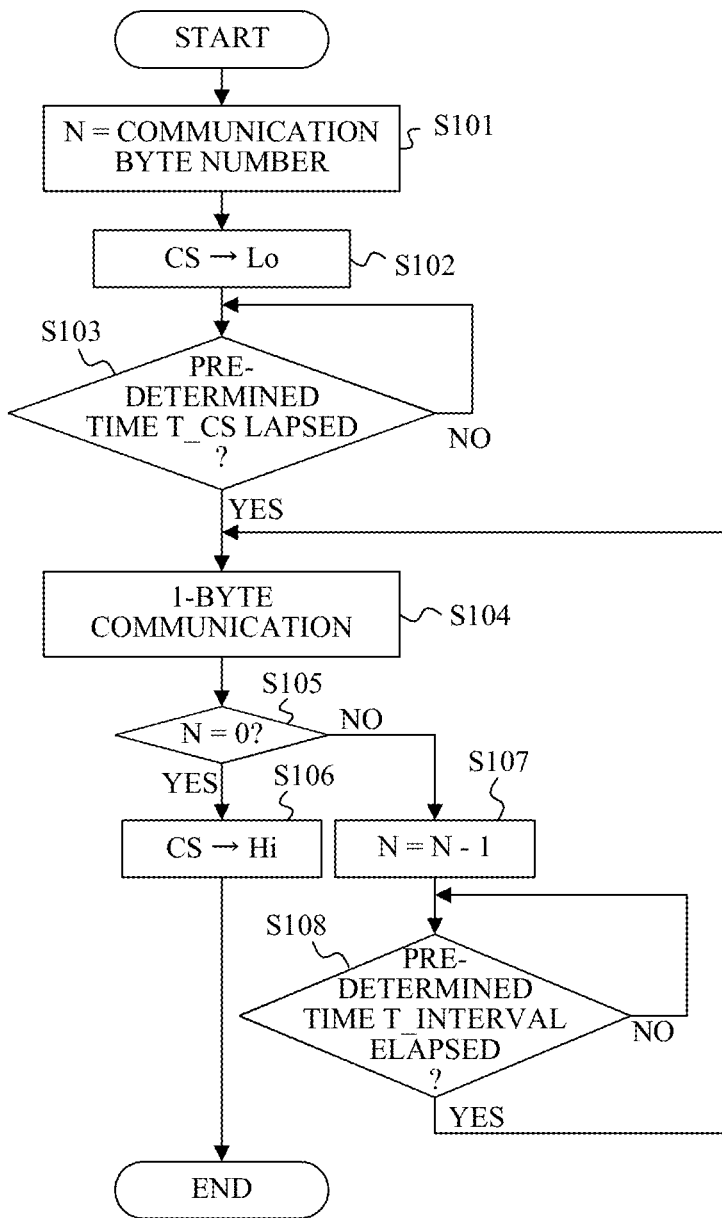 START
N = COMMUNICATION
BYTE NUMBER
S101
CS → Lo
S102
S103
PRE-
DETERMINED
TIME T_CS LAPSED
?
NO
YES
1-BYTE
COMMUNICATION
S104
S105
N = 0?
NO
YES
S106
CS → Hi
S107
N = N - 1
S108
PRE-
DETERMINED
TIME T_INTERVAL
ELAPSED
?
NO
YES
END